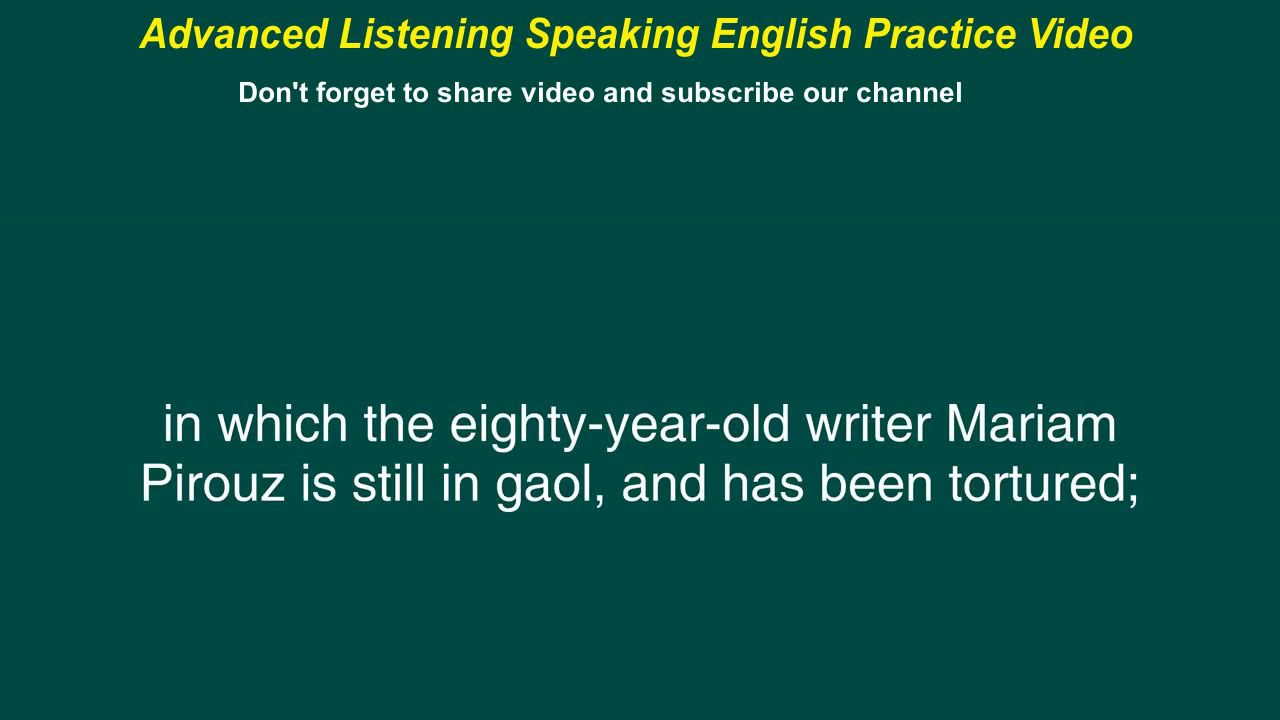 Advanced Listening Speaking English Practice Video
Don't forget to share video and subscribe our channel
in which the eighty-year-old writer Mariam
Pirouz is still in gaol, and has been tortured;